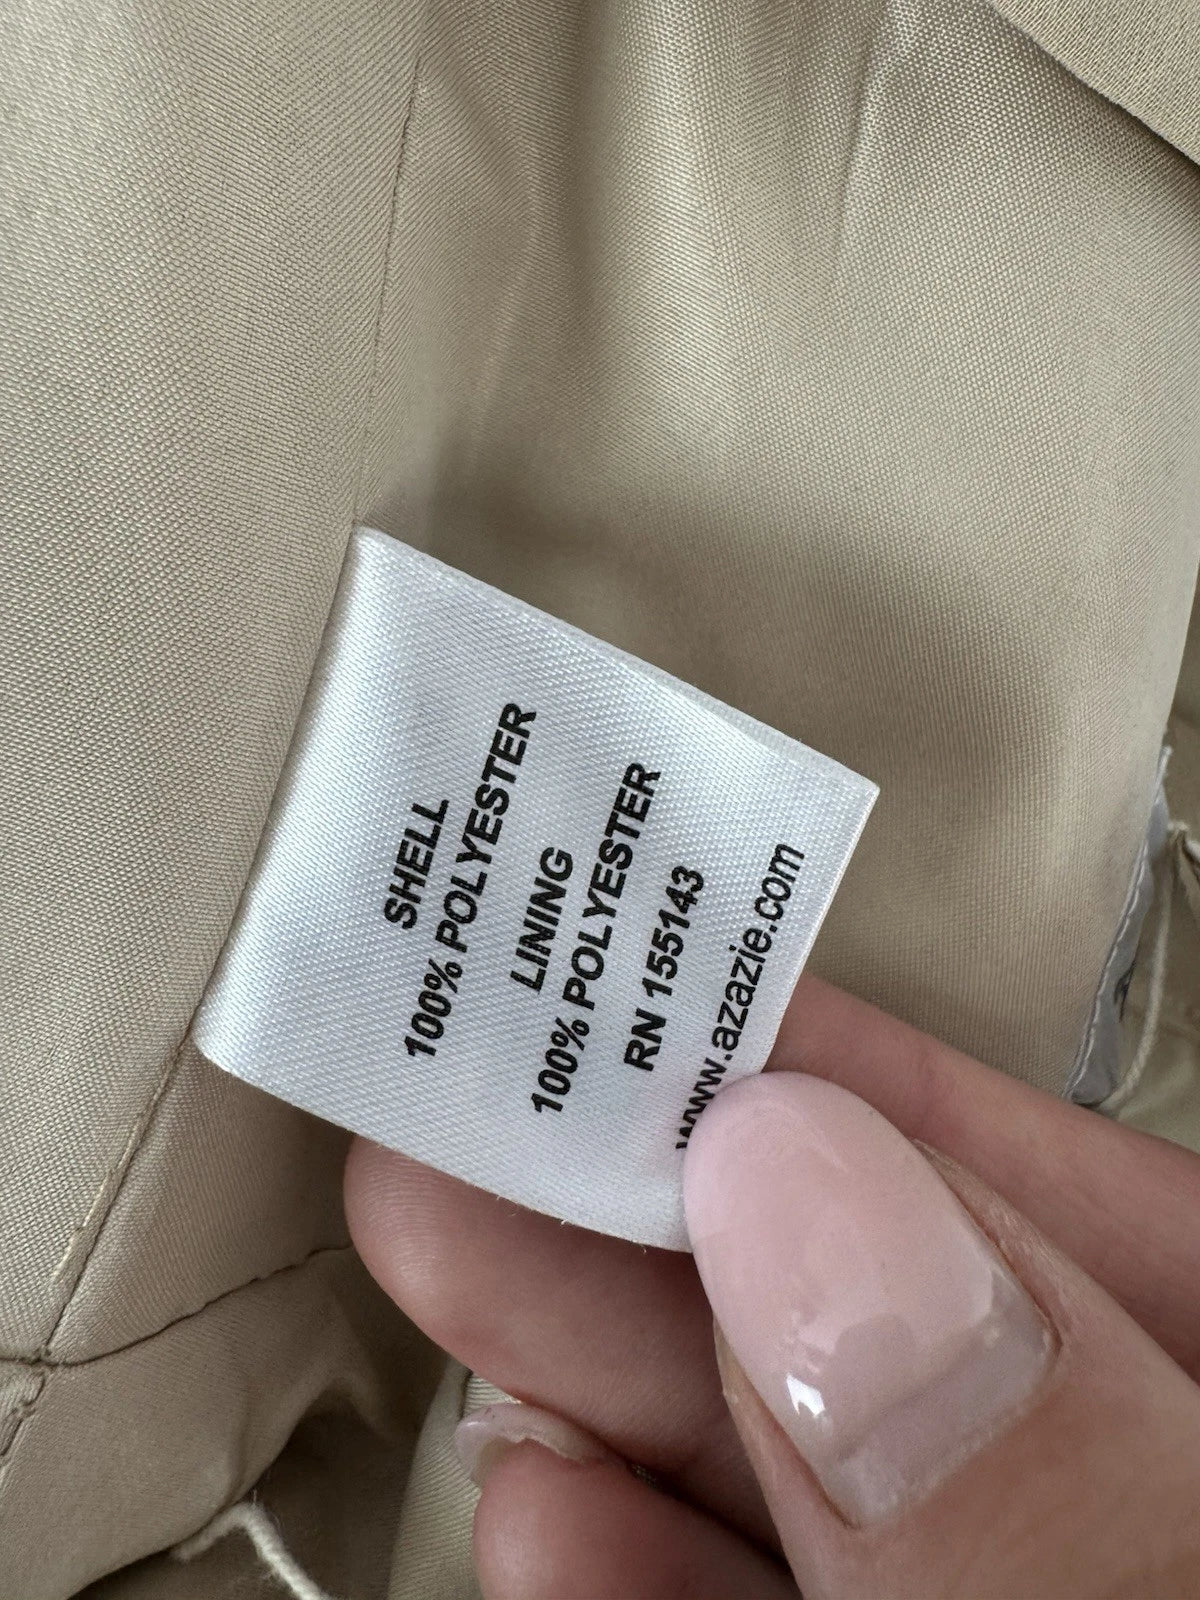 SHELL
100% POLYESTER
LINING
100% POLYESTER
RN 155143
www.azazie.com